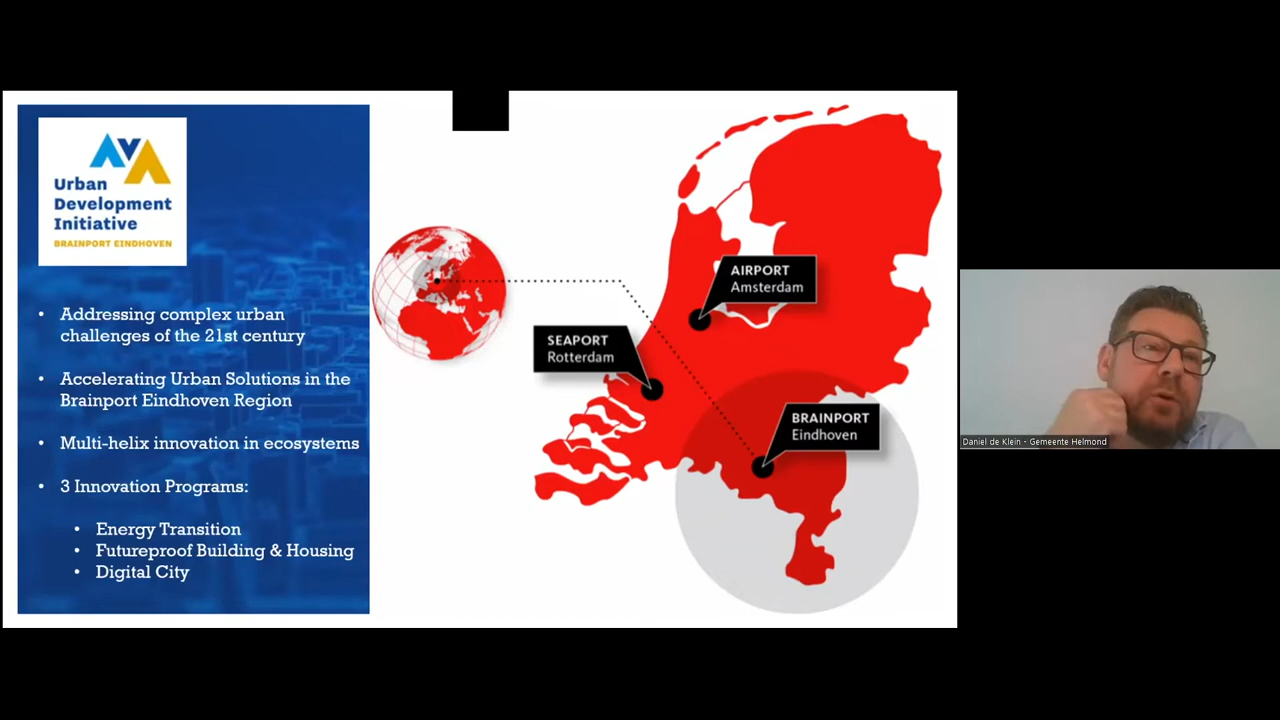 Urban
Development
Initiative
BRAINPORT EINDHOVEN
• Addressing complex urban
challenges of the 21st century
• Accelerating Urban Solutions in the
Brainport Eindhoven Region
• Multi-helix innovation in ecosystems
• 3 Innovation Programs:
• Energy Transition
• Futureproof Building & Housing
• Digital City
AIRPORT
Amsterdam
SEAPORT
Rotterdam
BRAINPORT
Eindhoven
Daniel de Klein - Gemeente Helmond